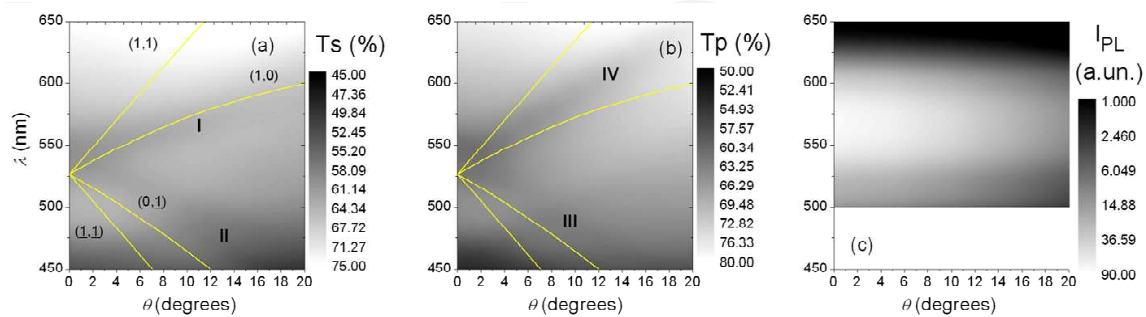 650
600
550
500
450
λ (nm)
(1,1)
(a)
(1,0)
I
(0,1)
(1,1)
II
0 2 4 6 8 10 12 14 16 18 20
θ (degrees)
Ts (%)
45.00
47.36
49.84
52.45
55.20
58.09
61.14
64.34
67.72
71.27
75.00
650
600
550
500
450
(b)
IV
III
0 2 4 6 8 10 12 14 16 18 20
θ (degrees)
Tp (%)
50.00
52.41
54.93
57.57
60.34
63.25
66.29
69.48
72.82
76.33
80.00
650
600
550
500
450
(c)
0 2 4 6 8 10 12 14 16 18 20
θ (degrees)
I_PL
(a.un.)
1.000
2.460
6.049
14.88
36.59
90.00